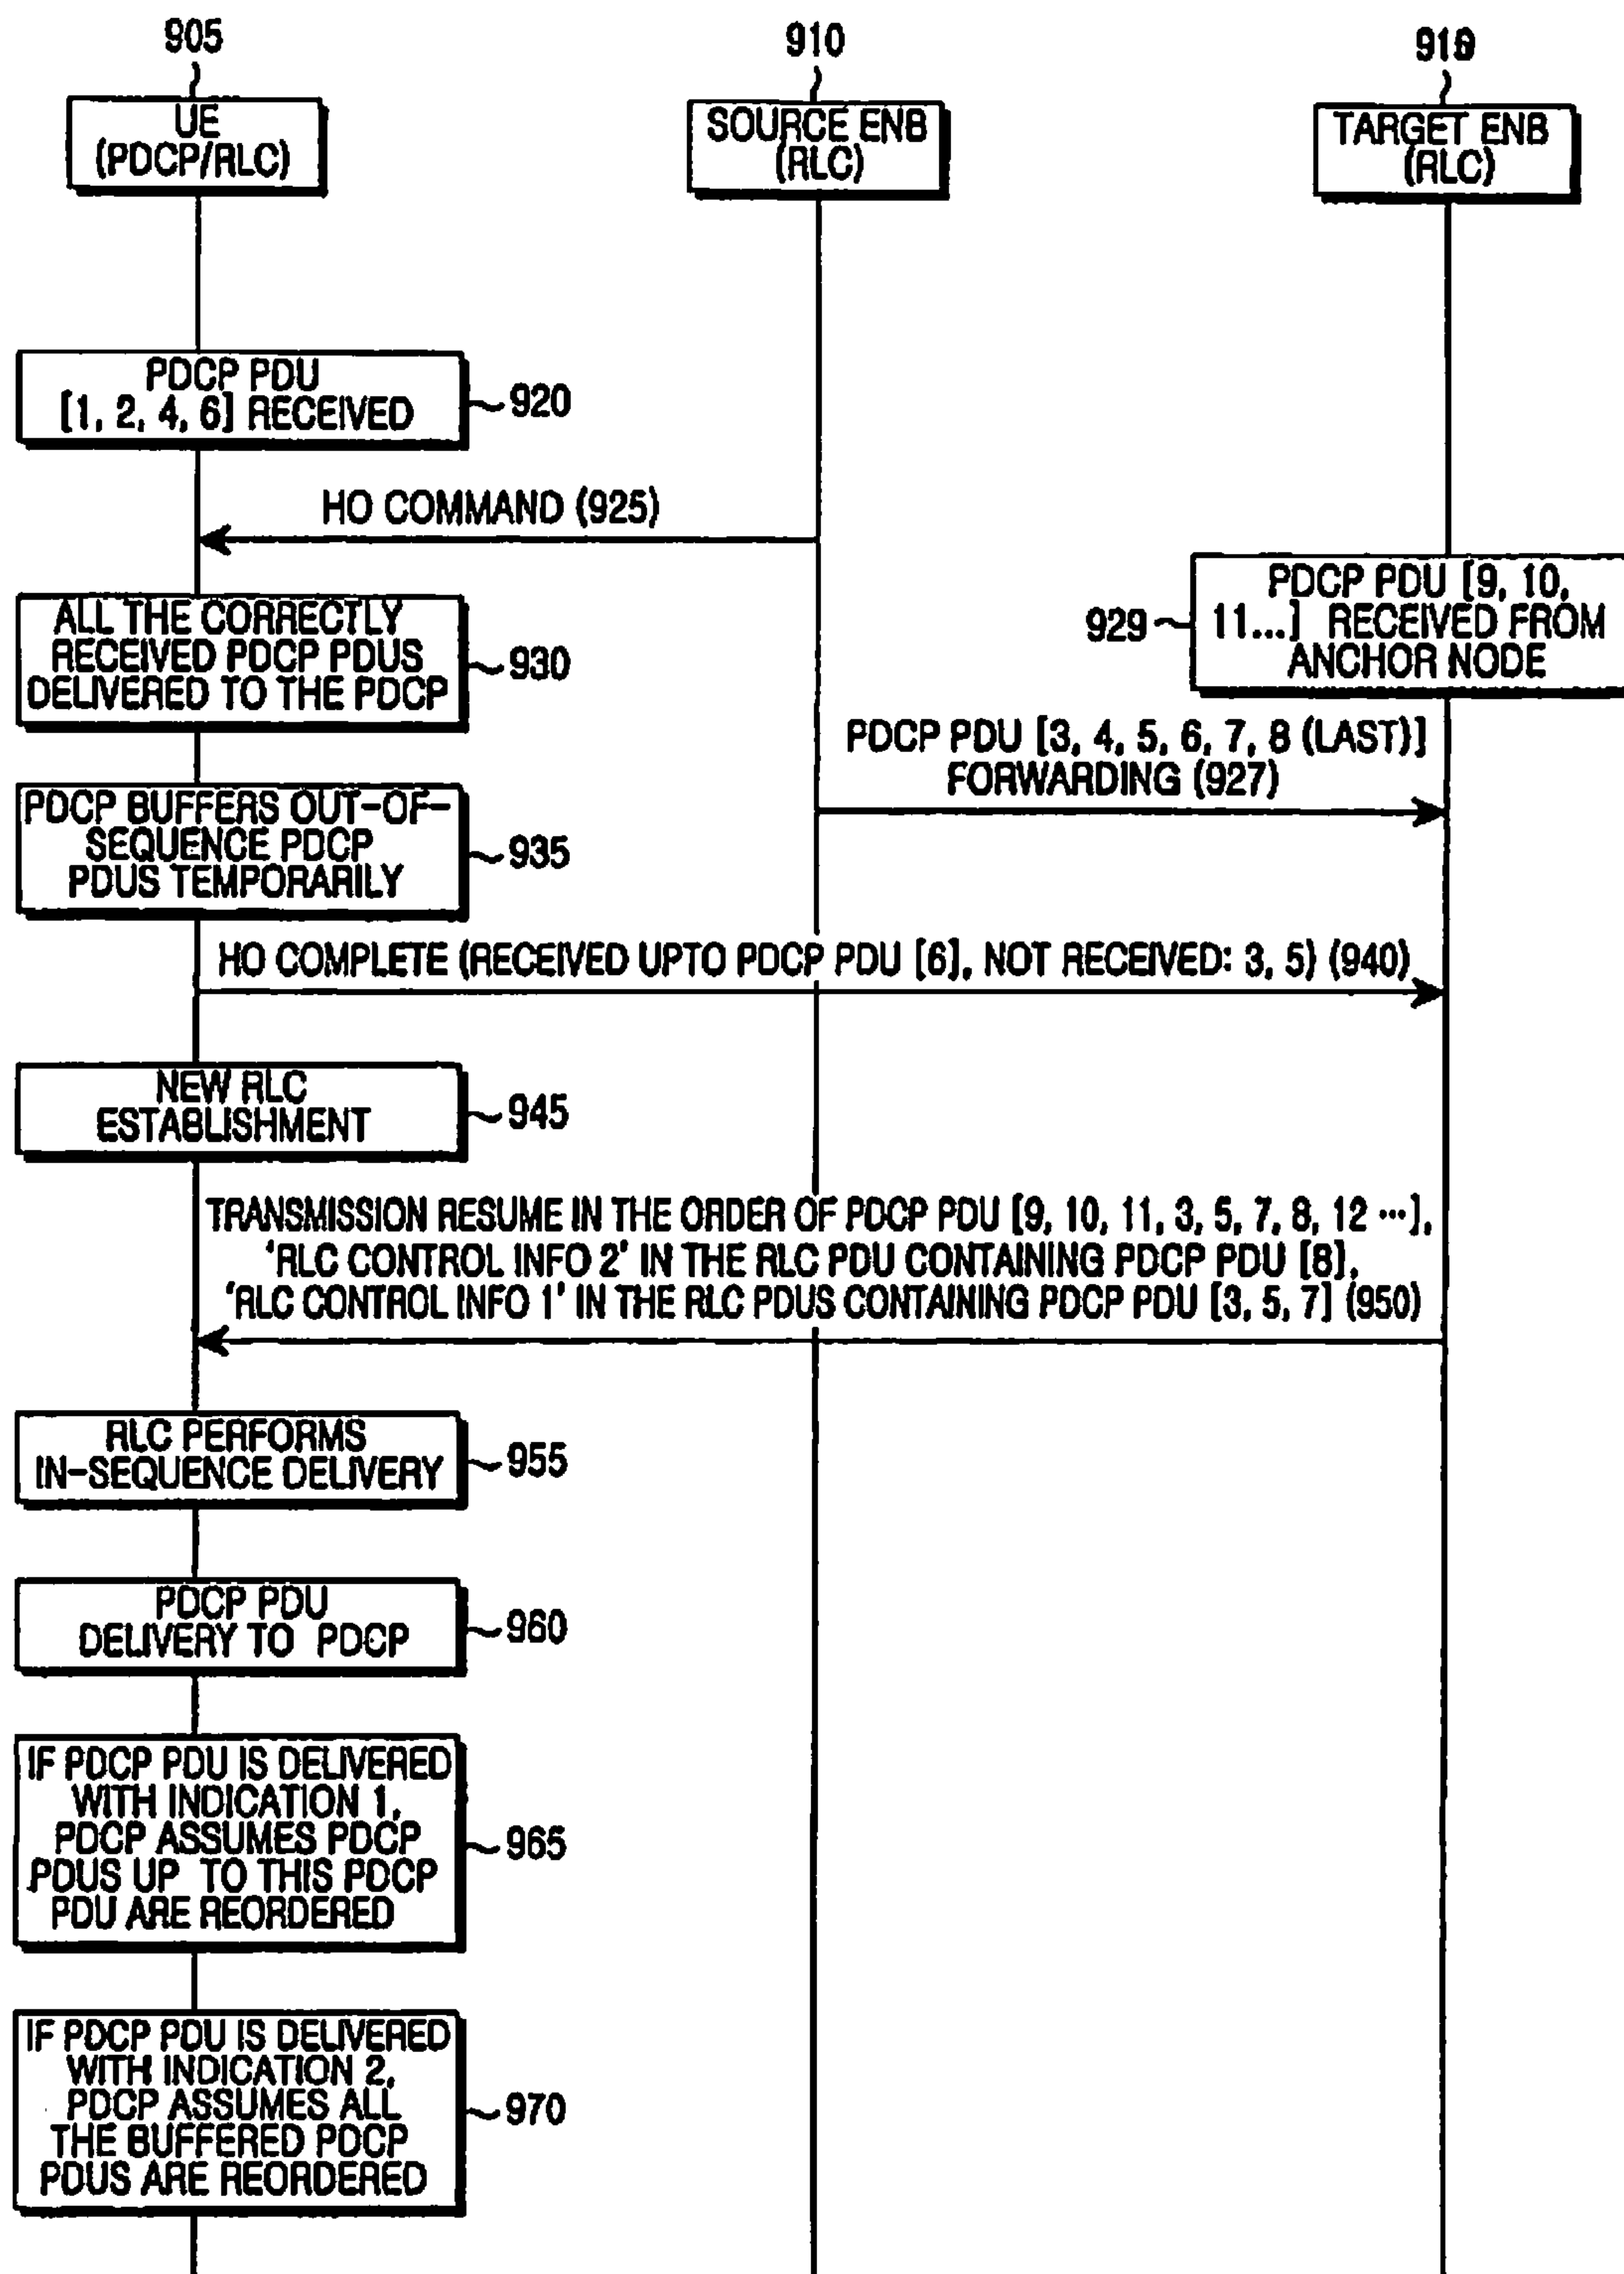 905
910
919
UE
(PDCP/RLC)
SOURCE ENB
(RLC)
TARGET ENB
(RLC)
PDCP PDU
[1, 2, 4, 6] RECEIVED
920
HO COMMAND (925)
PDCP PDU [9, 10,
11...] RECEIVED FROM
ANCHOR NODE
929
ALL THE CORRECTLY
RECEIVED PDCP PDUS
DELIVERED TO THE PDCP
930
PDCP PDU [3, 4, 5, 6, 7, 8 (LAST)]
FORWARDING (927)
PDCP BUFFERS OUT-OF-
SEQUENCE PDCP
PDUS TEMPORARILY
935
HO COMPLETE (RECEIVED UPTO PDCP PDU [6], NOT RECEIVED: 3, 5) (940)
NEW RLC
ESTABLISHMENT
945
TRANSMISSION RESUME IN THE ORDER OF PDCP PDU [9, 10, 11, 3, 5, 7, 8, 12 ...],
'RLC CONTROL INFO 2' IN THE RLC PDU CONTAINING PDCP PDU [8],
'RLC CONTROL INFO 1' IN THE RLC PDUS CONTAINING PDCP PDU [3, 5, 7] (950)
RLC PERFORMS
IN-SEQUENCE DELIVERY
955
PDCP PDU
DELIVERY TO PDCP
960
IF PDCP PDU IS DELIVERED
WITH INDICATION 1,
PDCP ASSUMES PDCP
PDUS UP TO THIS PDCP
PDU ARE REORDERED
965
IF PDCP PDU IS DELIVERED
WITH INDICATION 2,
PDCP ASSUMES ALL
THE BUFFERED PDCP
PDUS ARE REORDERED
970